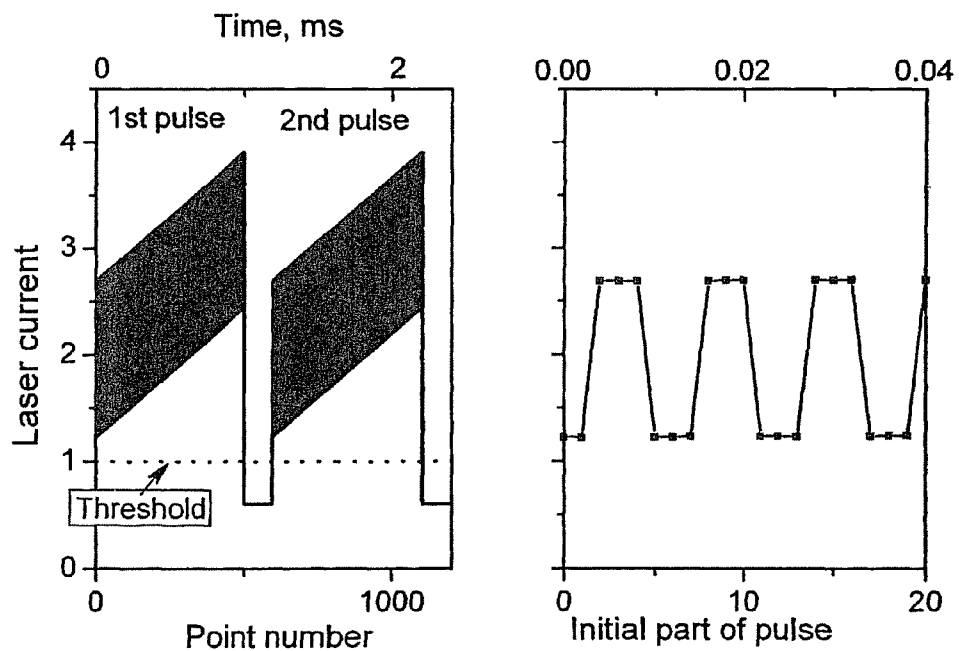 Time, ms
0 2
0.00 0.02 0.04
1st pulse 2nd pulse
4
3
2
1
0
Laser current
Threshold
0 1000
Point number
0 10 20
Initial part of pulse